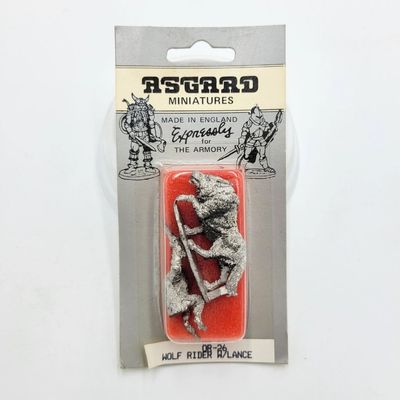 ASGARD
MINIATURES
MADE IN ENGLAND
Expressly
for
THE ARMORY
OR-26
WOLF RIDER W/LANCE